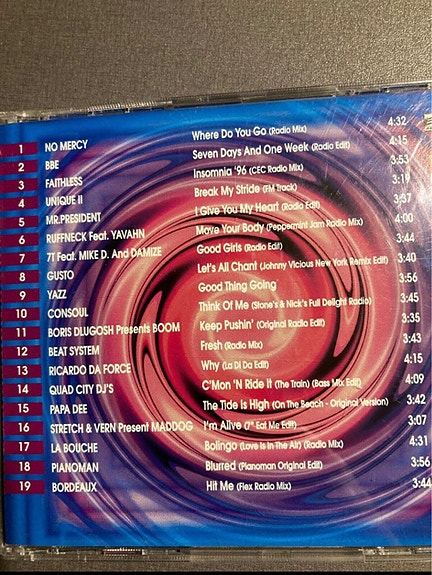 1 NO MERCY Where Do You Go (Radio Mix) 4:32
2 BBE Seven Days And One Week (Radio Edit) 4:15
3 FAITHLESS Insomnia '96 (CEC Radio Mix) 3:53
4 UNIQUE II Break My Stride (FM Track) 3:19
5 MR.PRESIDENT I Give You My Heart (Radio Edit) 3:37
6 RUFFNECK Feat. YAVAHN Move Your Body (Peppermint Jam Radio Mix) 4:00
7 7T Feat. MIKE D. And DAMIZE Good Girls (Radio Edit) 3:44
8 GUSTO Let's All Chant (Johnny Vicious New York Remix Edit) 3:40
9 YAZZ Good Thing Going 3:56
10 CONSOUL Think Of Me (Stone's & Nick's Full Delight Radio) 3:45
11 BORIS DLUGOSH Presents BOOM Keep Pushin' (Original Radio Edit) 3:35
12 BEAT SYSTEM Fresh (Radio Mix) 3:43
13 RICARDO DA FORCE Why (La Di Da Edit) 4:15
14 QUAD CITY DJ'S C'Mon 'N Ride It (The Train) (Bass Mix Edit) 4:09
15 PAPA DEE The Tide Is High (On The Beach - Original Version) 3:42
16 STRETCH & VERN Present MADDOG I'm Alive (7" Eat Me Edit) 3:07
17 LA BOUCHE Bolingo (Love Is In The Air) (Radio Mix) 4:31
18 PIANOMAN Blurred (Pianoman Original Edit) 3:56
19 BORDEAUX Hit Me (Flex Radio Mix) 3:44